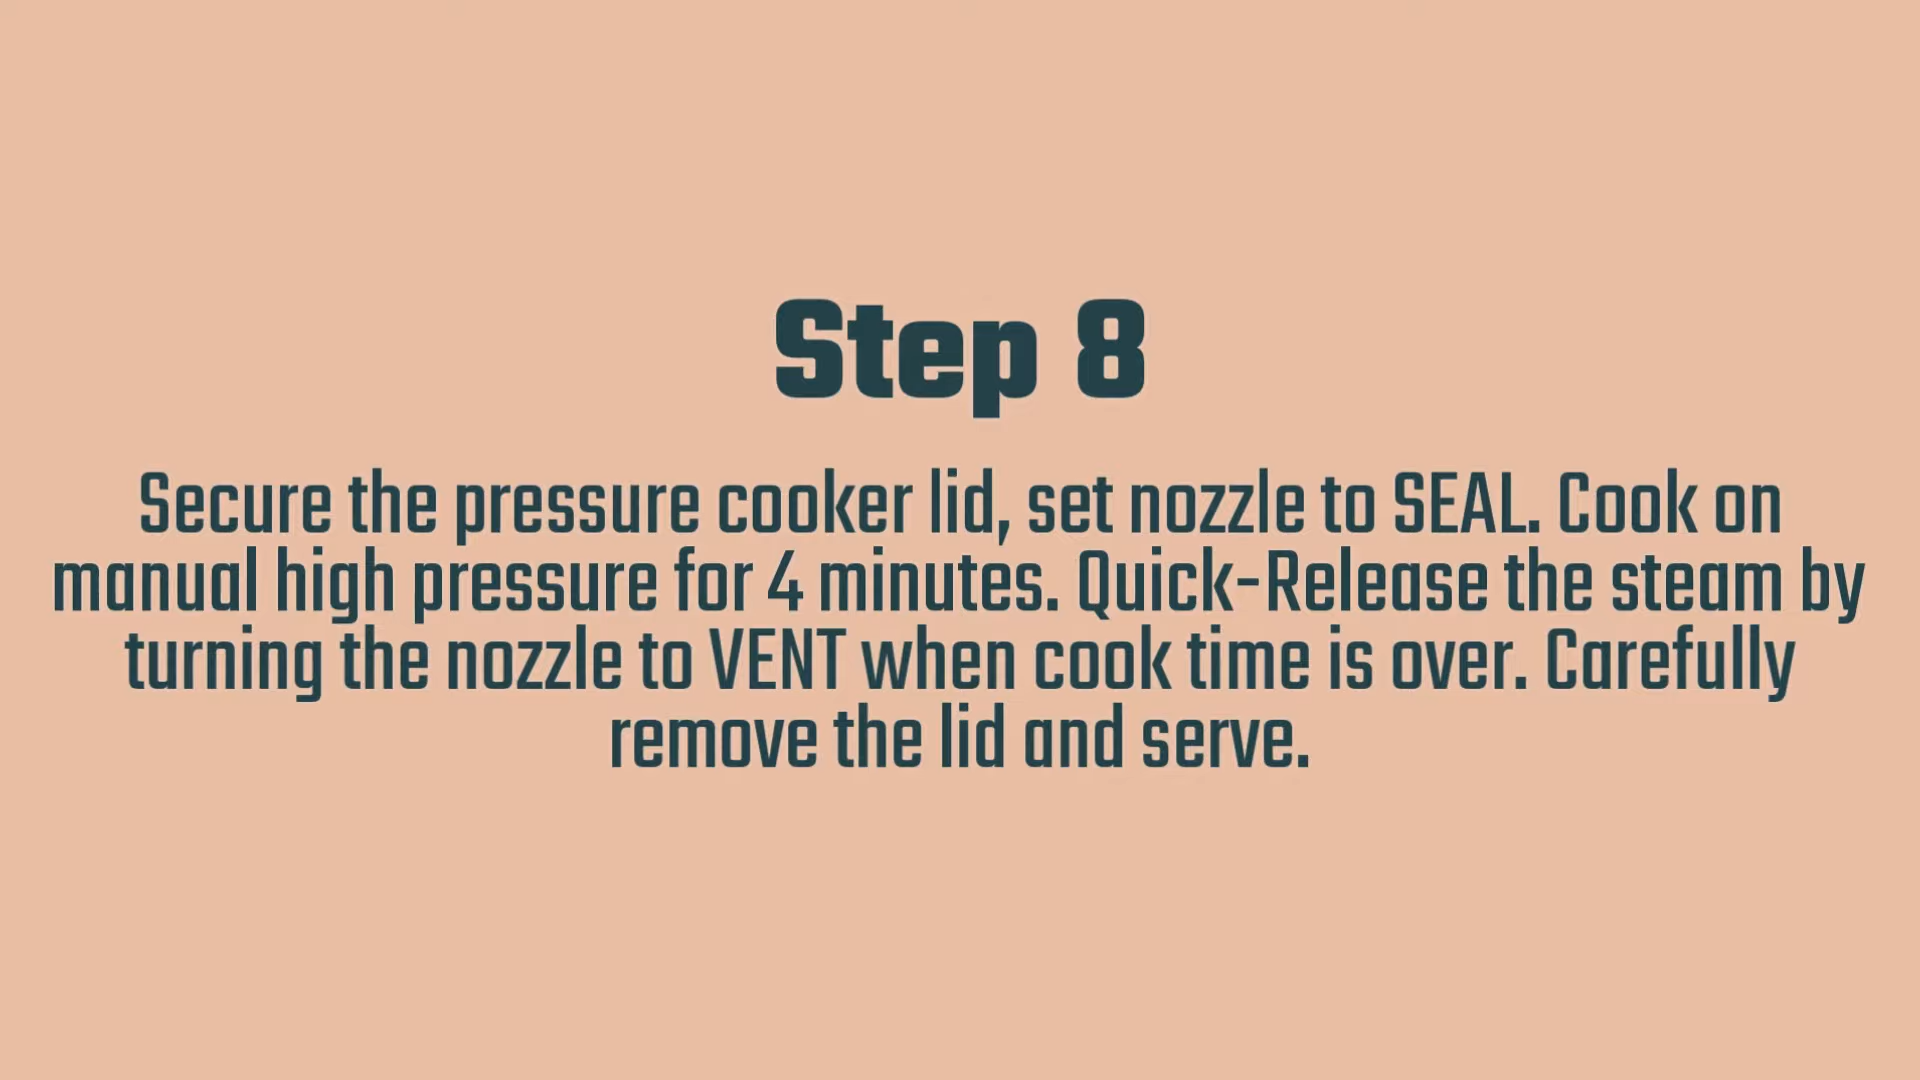 Step 8
Secure the pressure cooker lid, set nozzle to SEAL. Cook on
manual high pressure for 4 minutes. Quick-Release the steam by
turning the nozzle to VENT when cook time is over. Carefully
remove the lid and serve.